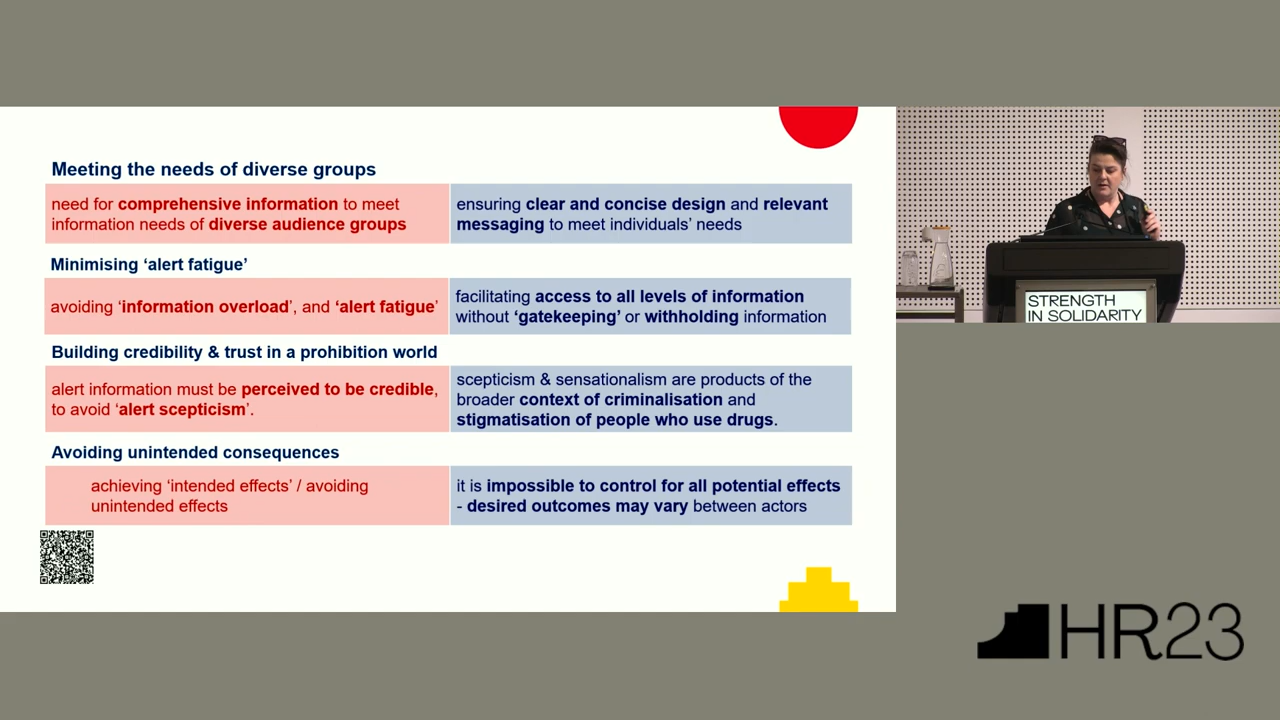 Meeting the needs of diverse groups
need for comprehensive information to meet
information needs of diverse audience groups
ensuring clear and concise design and relevant
messaging to meet individuals’ needs
Minimising ‘alert fatigue’
avoiding ‘information overload’, and ‘alert fatigue’
facilitating access to all levels of information
without ‘gatekeeping’ or withholding information
Building credibility & trust in a prohibition world
alert information must be perceived to be credible,
to avoid ‘alert scepticism’.
scepticism & sensationalism are products of the
broader context of criminalisation and
stigmatisation of people who use drugs.
Avoiding unintended consequences
achieving ‘intended effects’ / avoiding
unintended effects
it is impossible to control for all potential effects
- desired outcomes may vary between actors
STRENGTH
IN SOLIDARITY
HR23